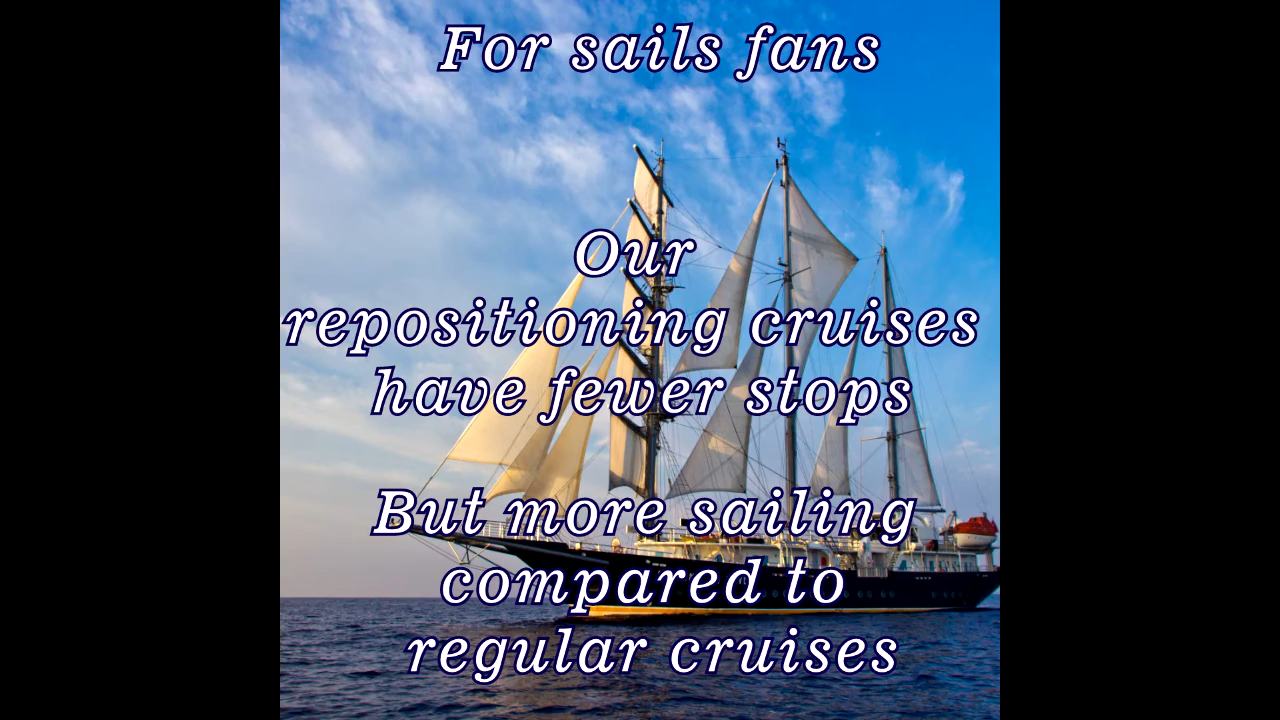 For sails fans
Our
repositioning cruises
have fewer stops
But more sailing
compared to
regular cruises